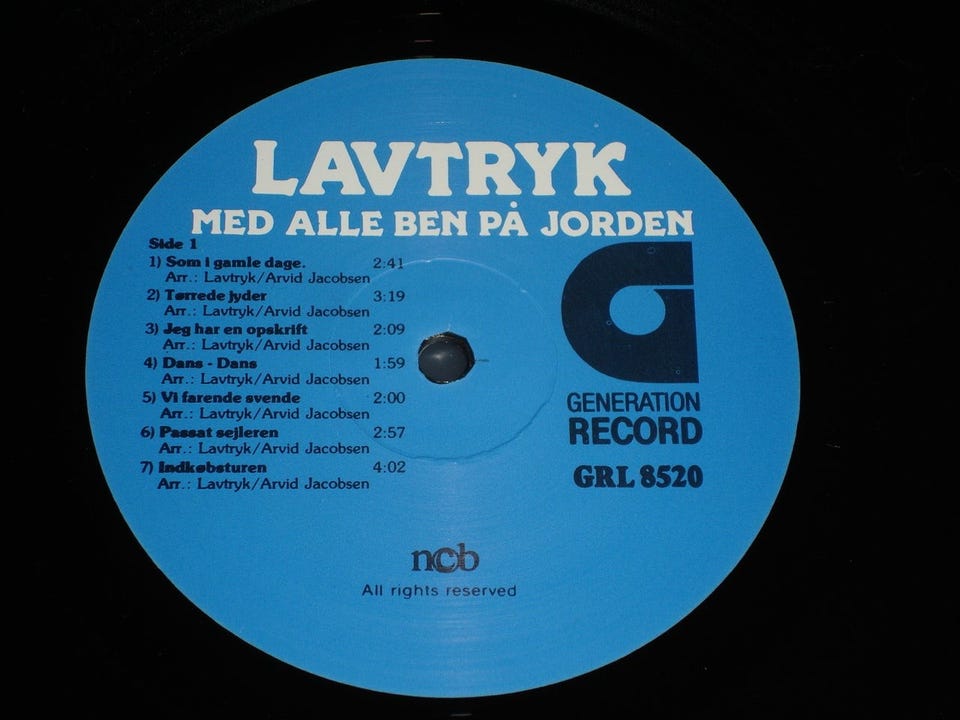 LAVTRYK
MED ALLE BEN PÅ JORDEN
Side 1
1) Som i gamle dage. 2:41
Arr.: Lavtryk/Arvid Jacobsen
2) Tørrede jyder 3:19
Arr.: Lavtryk/Arvid Jacobsen
3) Jeg har en opskrift 2:09
Arr.: Lavtryk/Arvid Jacobsen
4) Dans - Dans 1:59
Arr.: Lavtryk/Arvid Jacobsen
5) Vi farende svende 2:00
Arr.: Lavtryk/Arvid Jacobsen
6) Passat sejleren 2:57
Arr.: Lavtryk/Arvid Jacobsen
7) Indkøbsturen 4:02
Arr.: Lavtryk/Arvid Jacobsen
GENERATION
RECORD
GRL 8520
ncb
All rights reserved